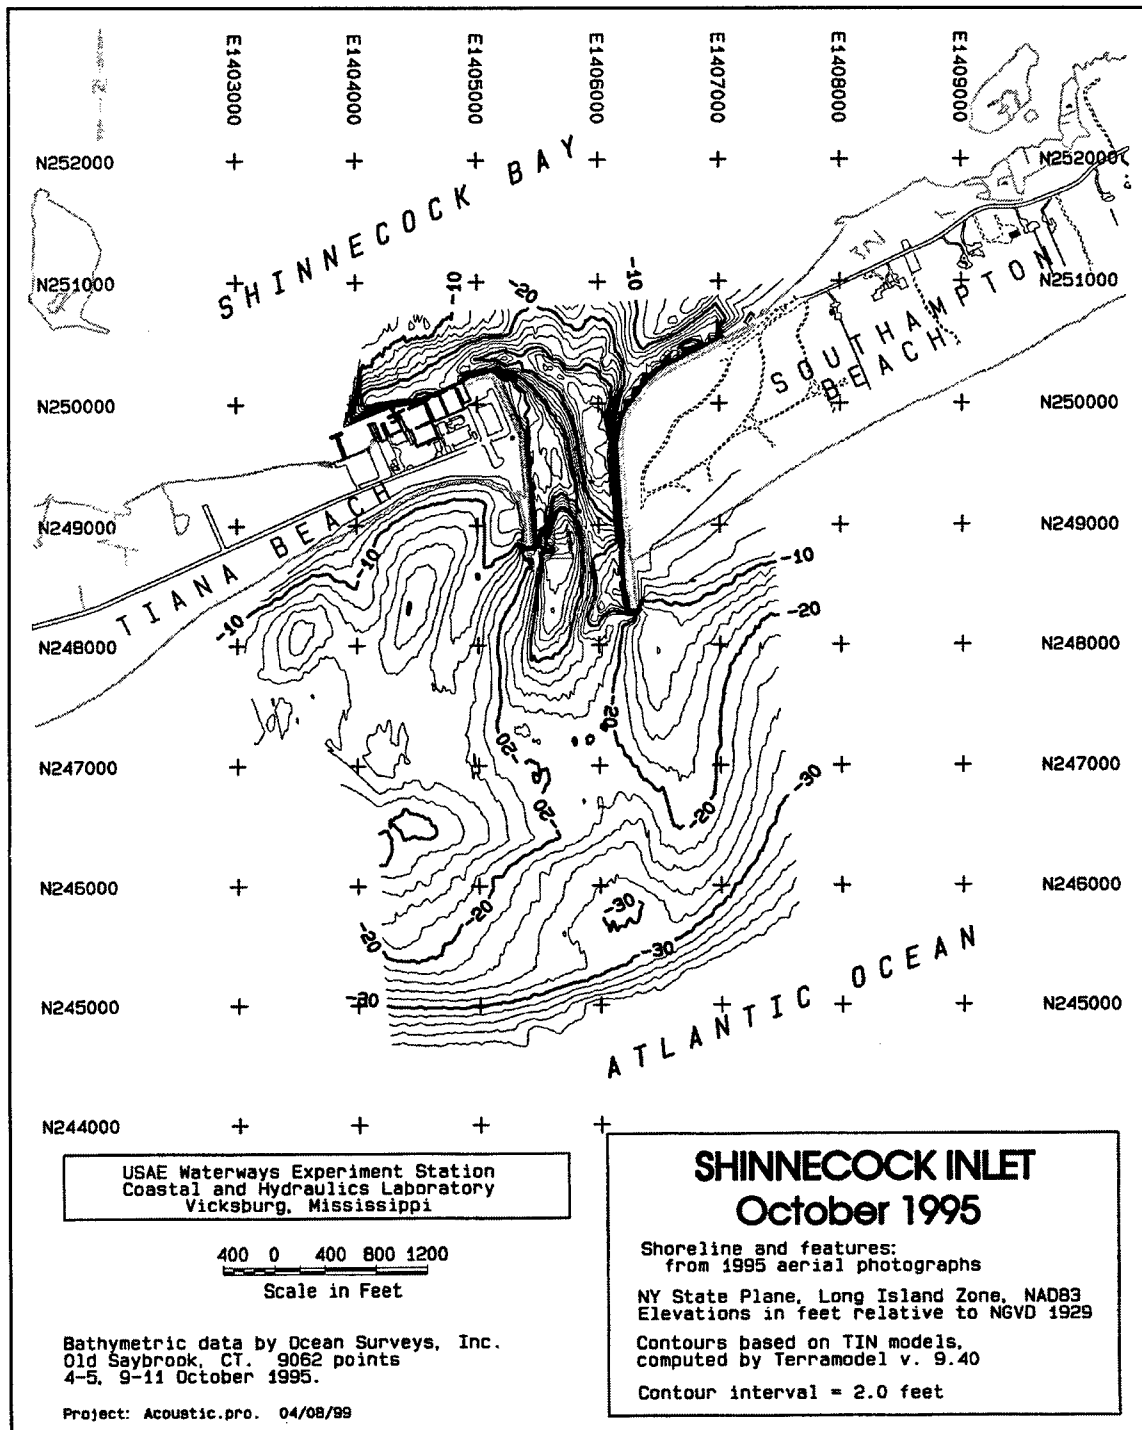 E1403000
E1404000
E1405000
E1406000
E1407000
E1408000
E1409000
N
N252000
N252000
SHINNECOCK BAY
N251000
N251000
-10
-20
-10
SOUTHAMPTON
BEACH
N250000
N250000
N249000
N249000
TIANA BEACH
-10
-10
-10
-20
N248000
N248000
-20
-20
N247000
N247000
-30
-20
-20
N246000
N246000
-30
-20
-20
-30
ATLANTIC OCEAN
N245000
N245000
-30
N244000
USAE Waterways Experiment Station
Coastal and Hydraulics Laboratory
Vicksburg, Mississippi
400 0 400 800 1200
Scale in Feet
Bathymetric data by Ocean Surveys, Inc.
Old Saybrook, CT. 9062 points
4-5, 9-11 October 1995.
Project: Acoustic.pro. 04/08/99
SHINNECOCK INLET
October 1995
Shoreline and features:
from 1995 aerial photographs
NY State Plane, Long Island Zone, NAD83
Elevations in feet relative to NGVD 1929
Contours based on TIN models,
computed by Terramodel v. 9.40
Contour interval = 2.0 feet